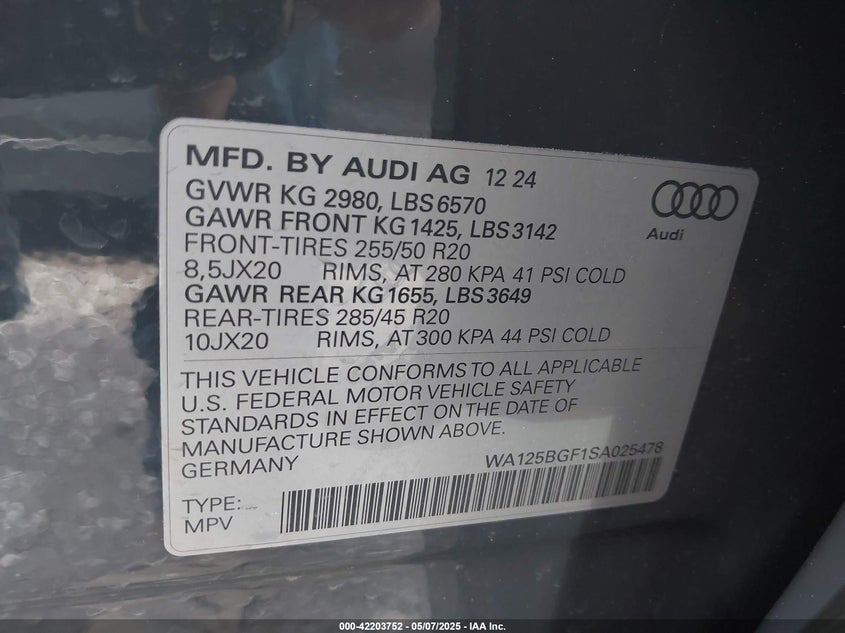 MFD. BY AUDI AG 12 24
GVWR KG 2980, LBS 6570
GAWR FRONT KG 1425, LBS 3142
FRONT-TIRES 255/50 R20
8,5JX20 RIMS, AT 280 KPA 41 PSI COLD
GAWR REAR KG 1655, LBS 3649
REAR-TIRES 285/45 R20
10JX20 RIMS, AT 300 KPA 44 PSI COLD
Audi
THIS VEHICLE CONFORMS TO ALL APPLICABLE
U.S. FEDERAL MOTOR VEHICLE SAFETY
STANDARDS IN EFFECT ON THE DATE OF
MANUFACTURE SHOWN ABOVE.
GERMANY WA125BGF1SA025478
TYPE:
MPV
000-42203752 — 05/07/2025 - IAA Inc.